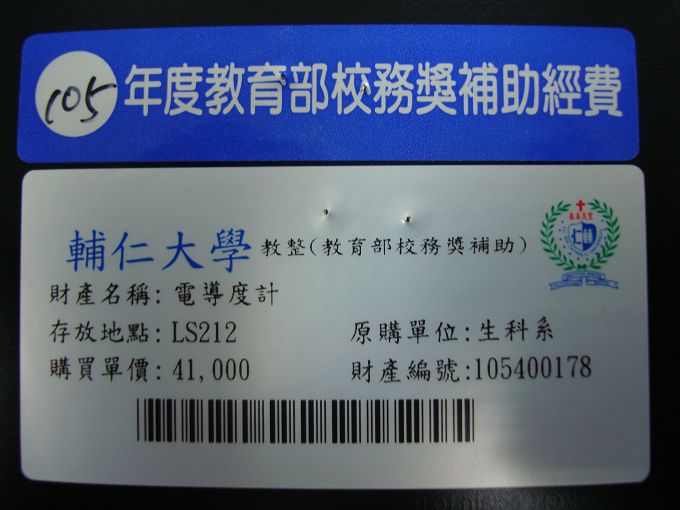 105 年度教育部校務獎補助經費
輔仁大學 教整(教育部校務獎補助)
財產名稱: 電導度計
存放地點: LS212 原購單位: 生科系
購買單價: 41,000 財產編號:105400178